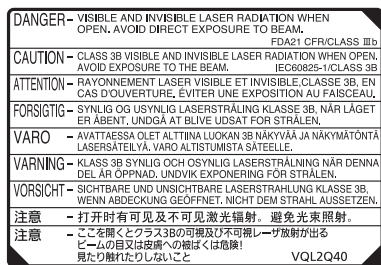 DANGER - VISIBLE AND INVISIBLE LASER RADIATION WHEN
OPEN. AVOID DIRECT EXPOSURE TO BEAM.
FDA21 CFR/CLASS Ⅲb
CAUTION - CLASS 3B VISIBLE AND INVISIBLE LASER RADIATION WHEN OPEN.
AVOID EXPOSURE TO THE BEAM. IEC60825-1/CLASS 3B
ATTENTION - RAYONNEMENT LASER VISIBLE ET INVISIBLE,CLASSE 3B, EN
CAS D'OUVERTURE. ÉVITER UNE EXPOSITION AU FAISCEAU.
FORSIGTIG - SYNLIG OG USYNLIG LASERSTRÅLING KLASSE 3B, NÅR LÅGET
ER ÅBENT. UNDGÅ AT BLIVE UDSAT FOR STRÅLEN.
VARO - AVATTAESSA OLET ALTTIINA LUOKAN 3B NÄKYVÄÄ JA NÄKYMÄTÖNTÄ
LASERSÄTEILYÄ. VARO ALTISTUMISTA SÄTEELLE.
VARNING - KLASS 3B SYNLIG OCH OSYNLIG LASERSTRÅLNING NÄR DENNA
DEL ÄR ÖPPNAD. UNDVIK EXPONERING FÖR STRÅLEN.
VORSICHT - SICHTBARE UND UNSICHTBARE LASERSTRAHLUNG KLASSE 3B,
WENN ABDECKUNG GEÖFFNET. NICHT DEM STRAHL AUSSETZEN.
注意 - 打开时有可见及不可见激光辐射。避免光束照射。
注意 - ここを開くとクラス3Bの可視及び不可視レーザ放射が出る
ビームの目又は皮膚への被ばくは危険!
見たり触れたりしないこと VQL2Q40